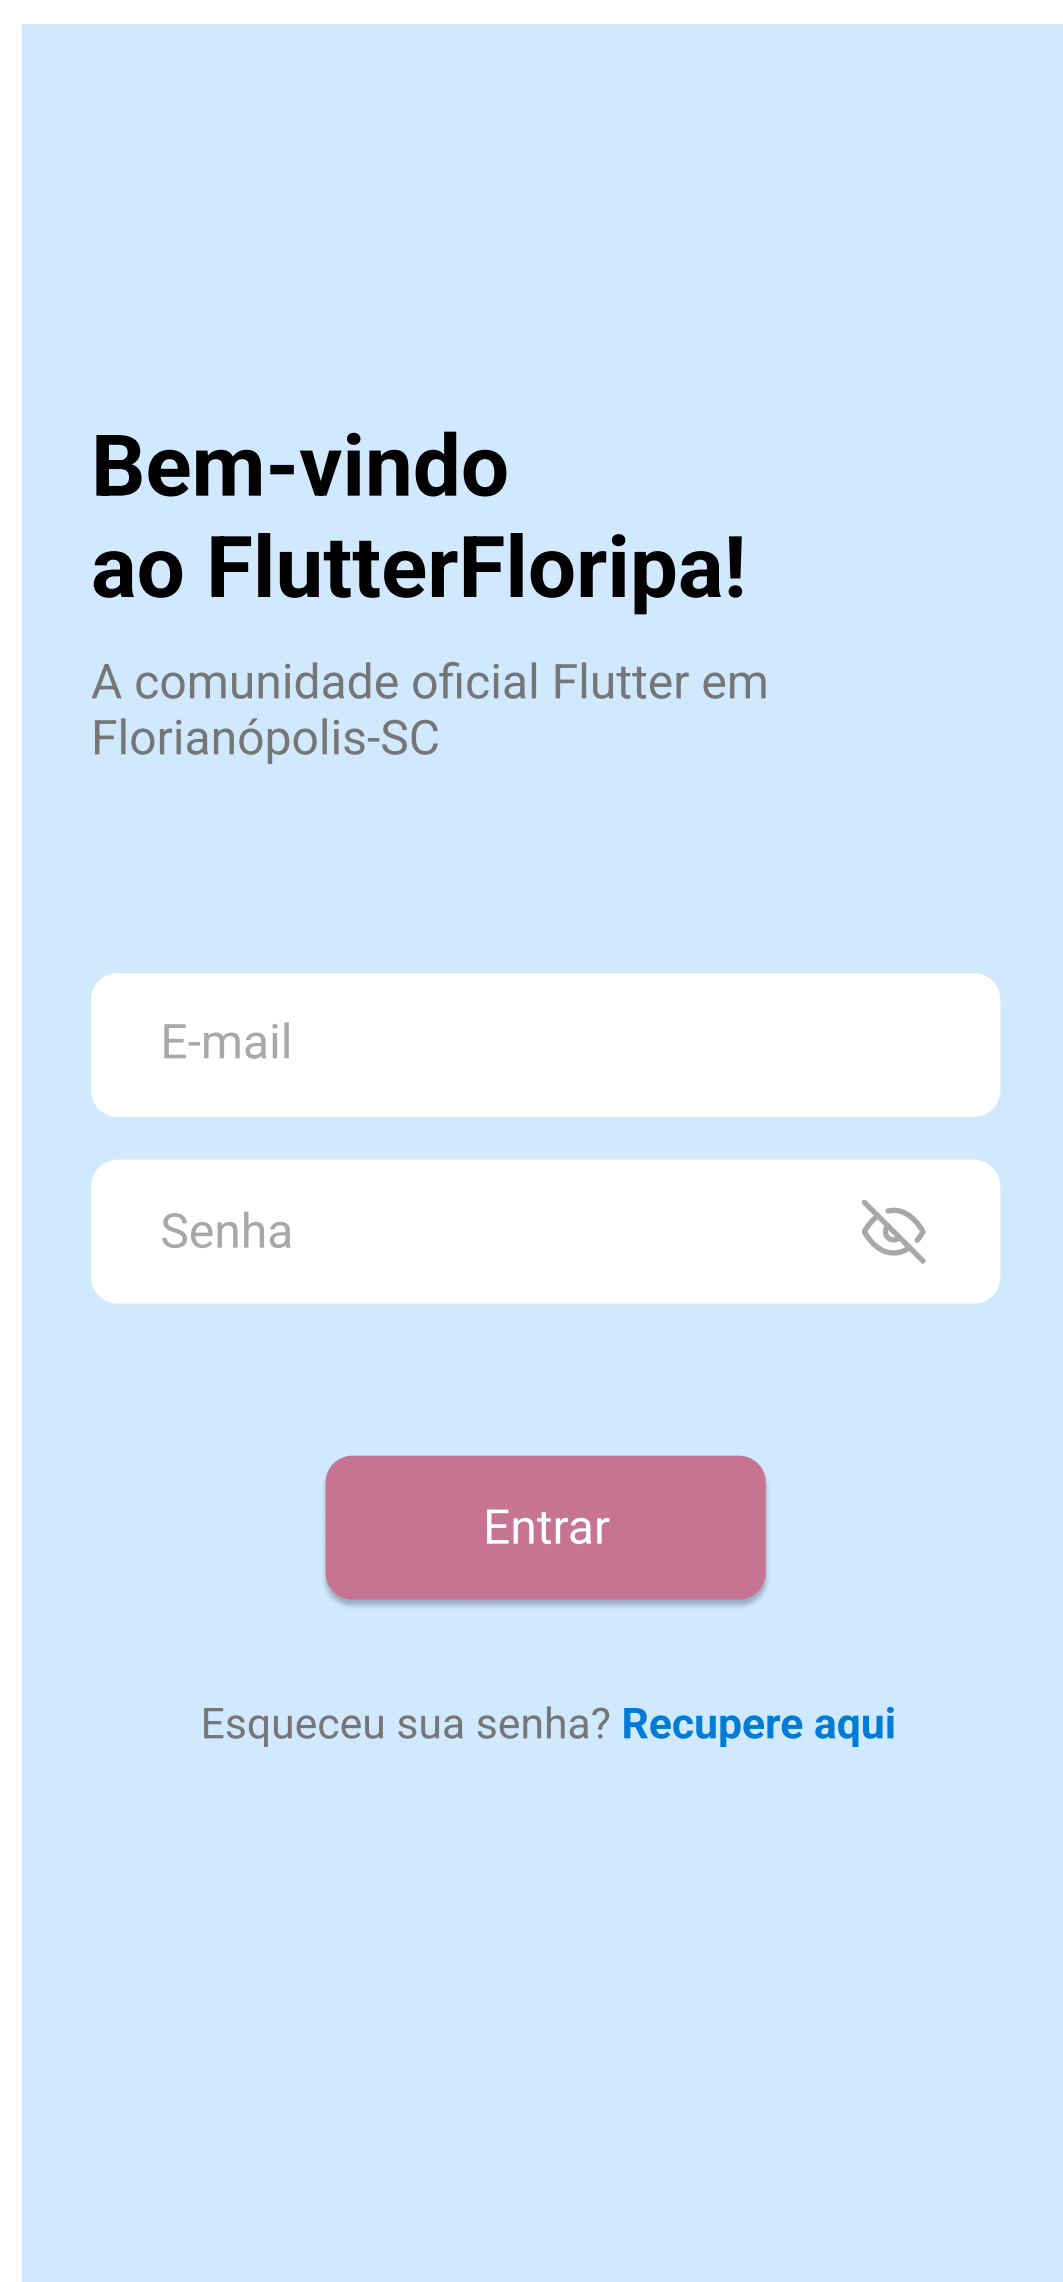 Bem-vindo
ao FlutterFloripa!
A comunidade oficial Flutter em
Florianópolis-SC
E-mail
Senha
Entrar
Esqueceu sua senha? Recupere aqui